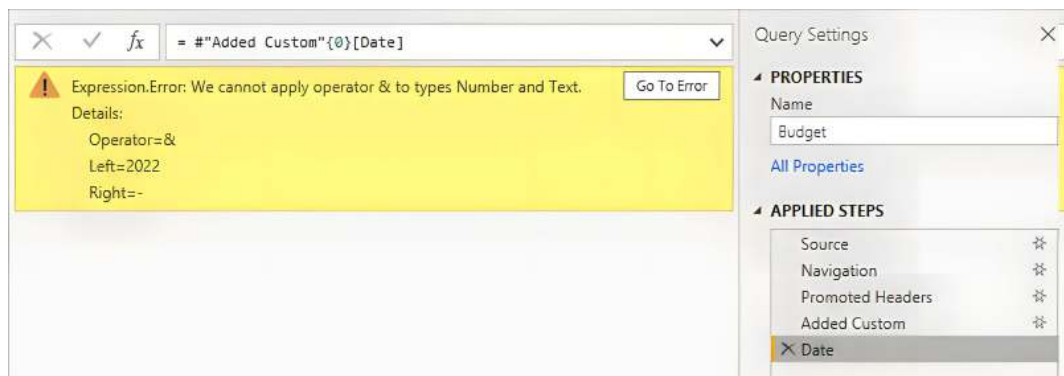 fx
= #"Added Custom"{0}[Date]
Expression.Error: We cannot apply operator & to types Number and Text.
Go To Error
Details:
Operator=&
Left=2022
Right=-
Query Settings
PROPERTIES
Name
Budget
All Properties
APPLIED STEPS
Source
Navigation
Promoted Headers
Added Custom
Date